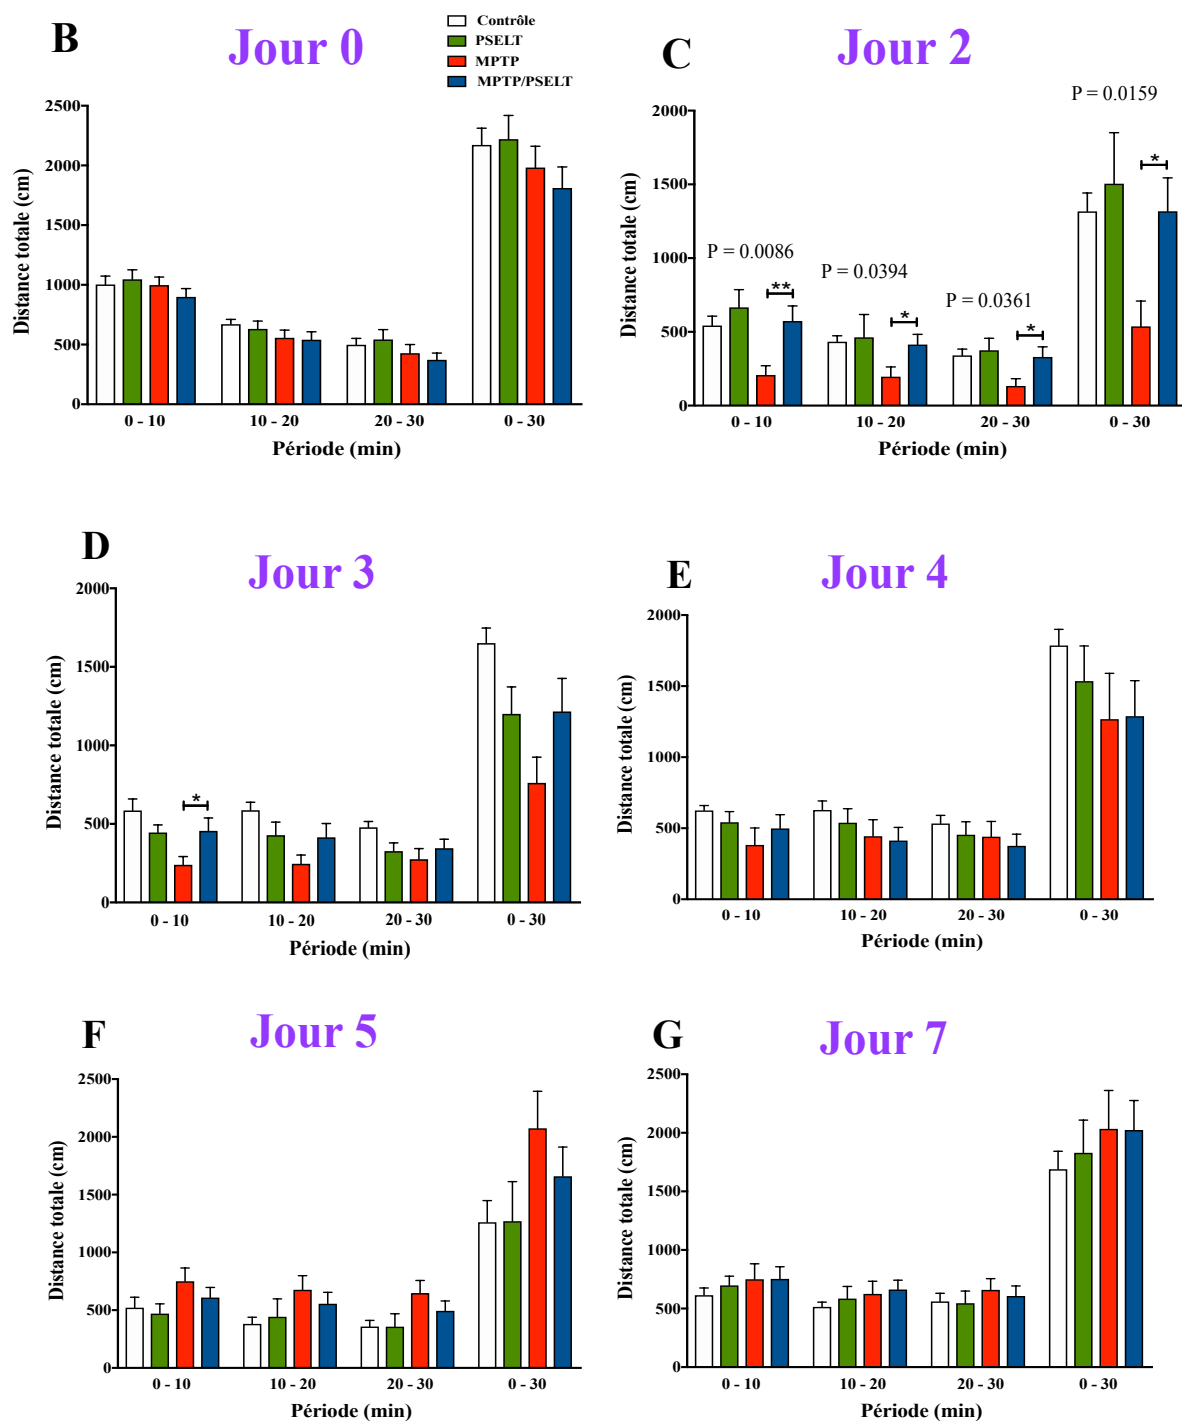 B
Jour 0
Contrôle
PSELT
MPTP
MPTP/PSELT
Distance totale (cm)
2500
2000
1500
1000
500
0
0 - 10
10 - 20
20 - 30
0 - 30
Période (min)
C
Jour 2
P = 0.0159
P = 0.0086
P = 0.0394
P = 0.0361
**
*
*
*
Distance totale (cm)
2000
1500
1000
500
0
0 - 10
10 - 20
20 - 30
0 - 30
Période (min)
D
Jour 3
*
Distance totale (cm)
2000
1500
1000
500
0
0 - 10
10 - 20
20 - 30
0 - 30
Période (min)
E
Jour 4
Distance totale (cm)
2000
1500
1000
500
0
0 - 10
10 - 20
20 - 30
0 - 30
Période (min)
F
Jour 5
Distance totale (cm)
2500
2000
1500
1000
500
0
0 - 10
10 - 20
20 - 30
0 - 30
Période (min)
G
Jour 7
Distance totale (cm)
2500
2000
1500
1000
500
0
0 - 10
10 - 20
20 - 30
0 - 30
Période (min)